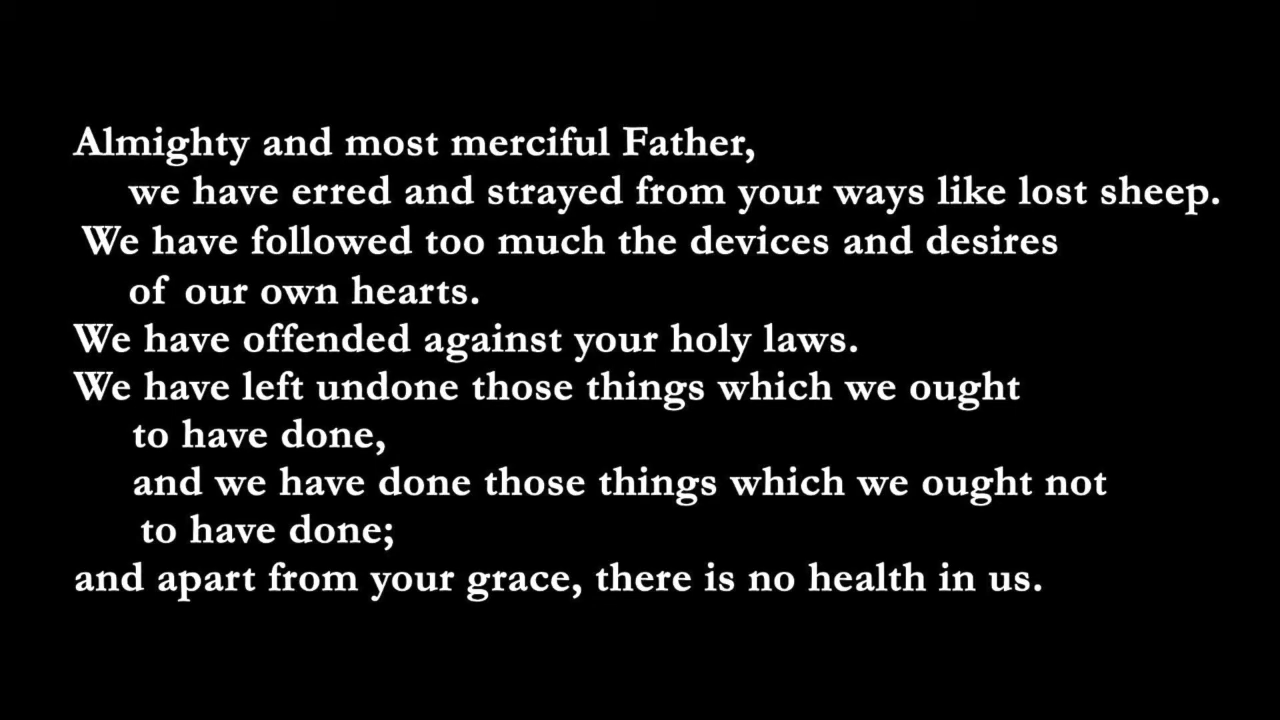 Almighty and most merciful Father,
we have erred and strayed from your ways like lost sheep.
We have followed too much the devices and desires
of our own hearts.
We have offended against your holy laws.
We have left undone those things which we ought
to have done,
and we have done those things which we ought not
to have done;
and apart from your grace, there is no health in us.